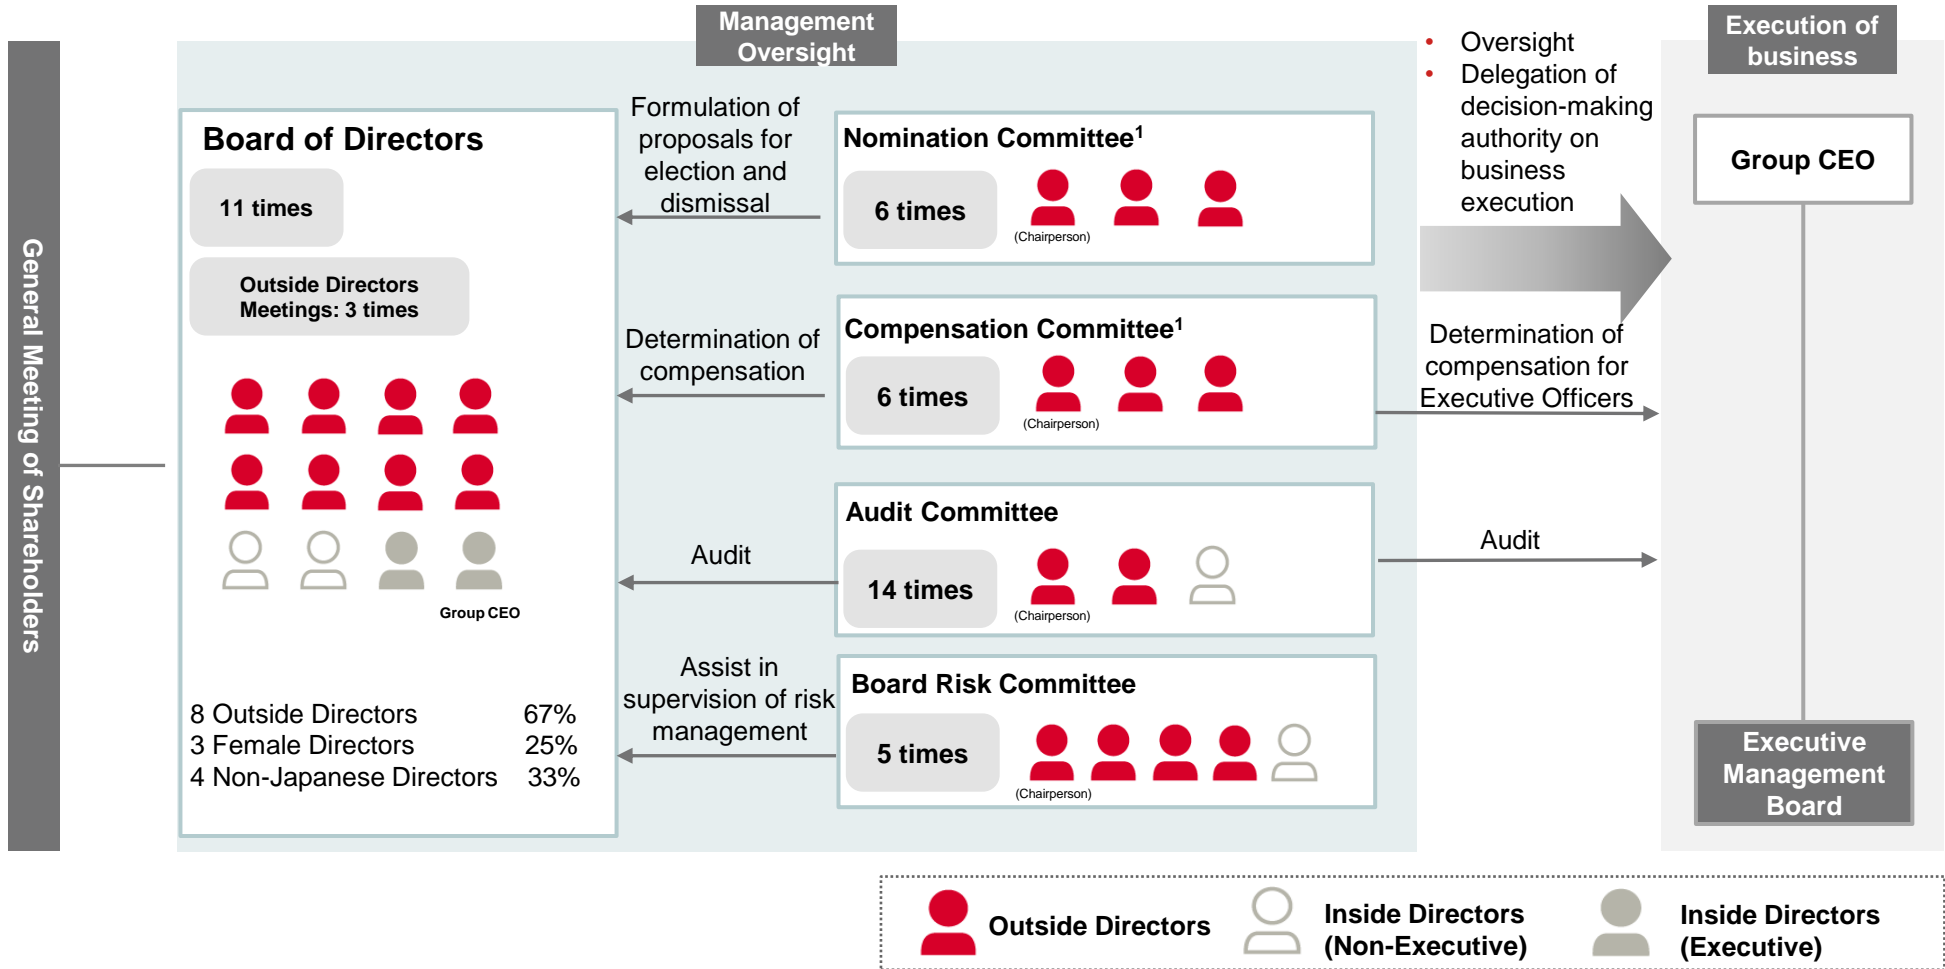 General Meeting of Shareholders
Management
Oversight
Board of Directors
11 times
Outside Directors
Meetings: 3 times
Group CEO
8 Outside Directors 67%
3 Female Directors 25%
4 Non-Japanese Directors 33%
Formulation of
proposals for
election and
dismissal
Determination of
compensation
Audit
Assist in
supervision of risk
management
Nomination Committee¹
6 times
(Chairperson)
Compensation Committee¹
6 times
(Chairperson)
Audit Committee
14 times
(Chairperson)
Board Risk Committee
5 times
(Chairperson)
• Oversight
• Delegation of
decision-making
authority on
business
execution
Determination of
compensation for
Executive Officers
Audit
Execution of
business
Group CEO
Executive
Management
Board
Outside Directors
Inside Directors
(Non-Executive)
Inside Directors
(Executive)